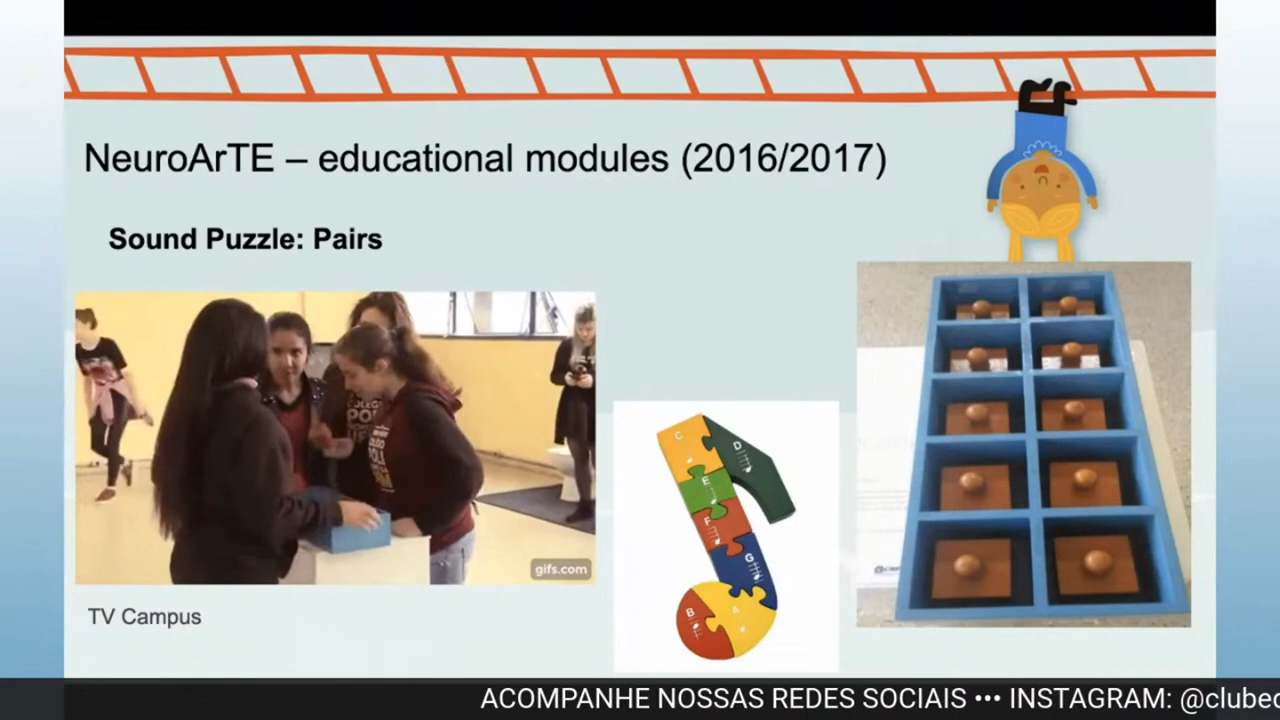 NeuroArTE – educational modules (2016/2017)
Sound Puzzle: Pairs
C
D
E
F
G
B
gifs.com
TV Campus
ACOMPANHE NOSSAS REDES SOCIAIS ••• INSTAGRAM: @clubec